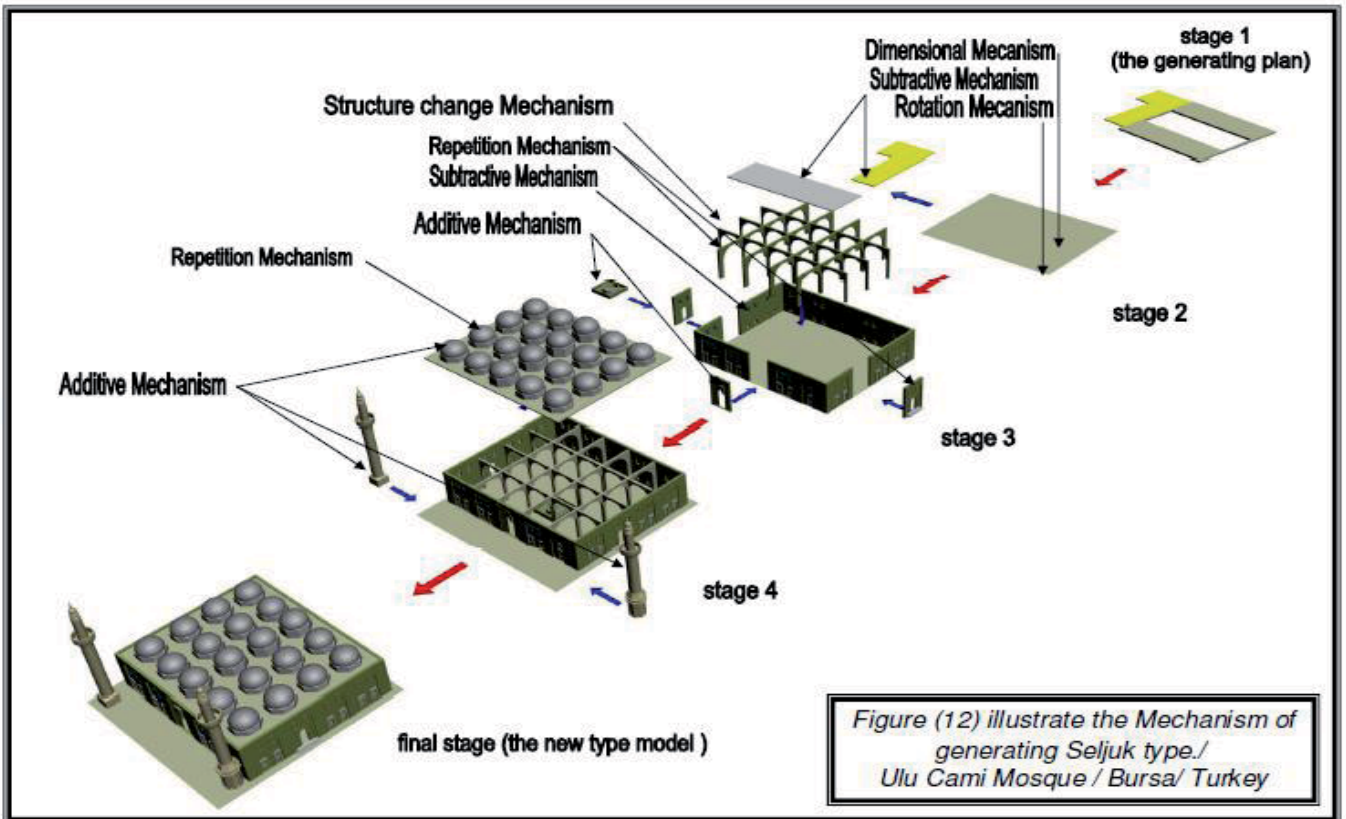 stage 1
(the generating plan)
Dimensional Mecanism
Subtractive Mechanism
Rotation Mecanism
Structure change Mechanism
Repetition Mechanism
Subtractive Mechanism
Additive Mechanism
Repetition Mechanism
Additive Mechanism
stage 2
stage 3
stage 4
final stage (the new type model )
Figure (12) illustrate the Mechanism of
generating Seljuk type./
Ulu Cami Mosque / Bursa/ Turkey